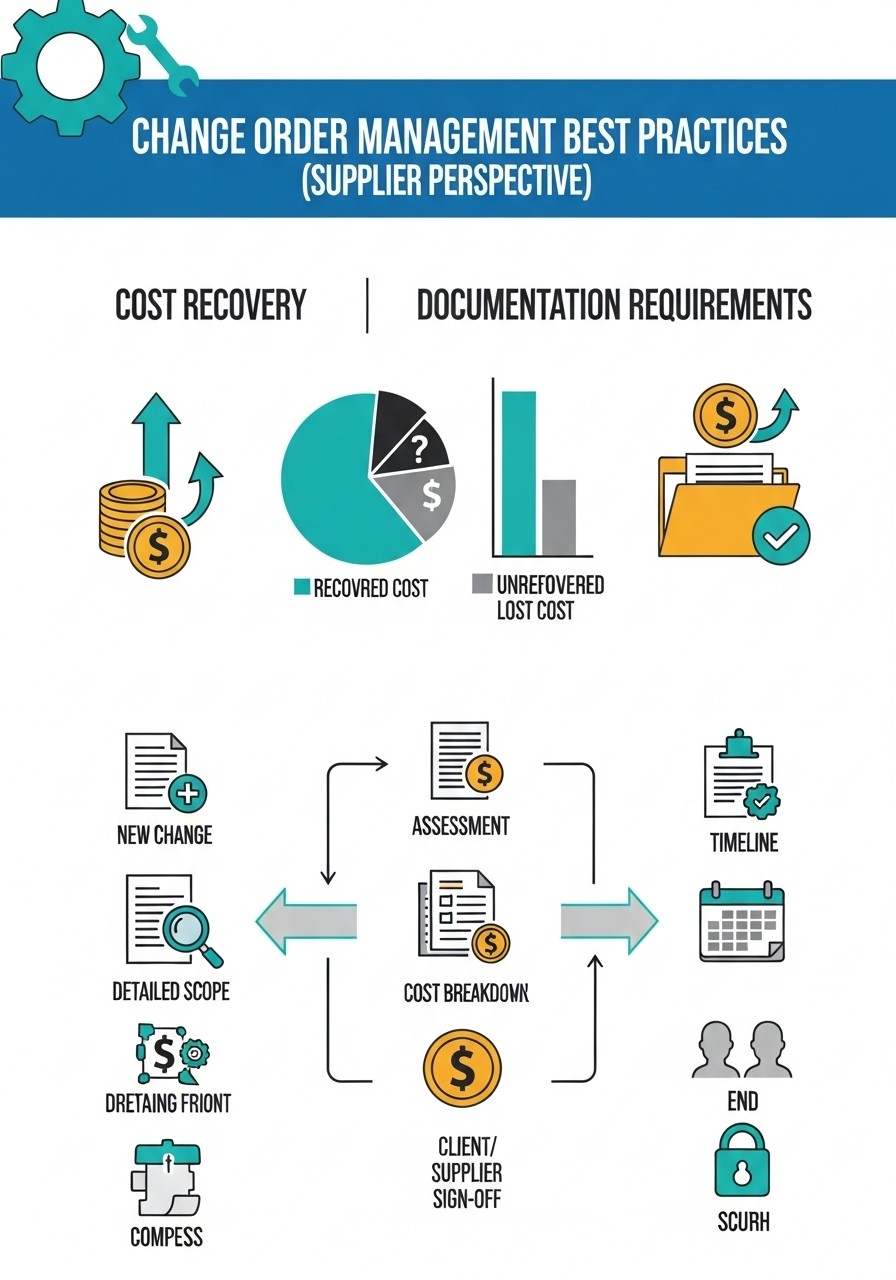 CHANGE ORDER MANAGEMENT BEST PRACTICES
(SUPPLIER PERSPECTIVE)
COST RECOVERY
DOCUMENTATION REQUIREMENTS
$
?
$
$
RECOVRED COST
UNREFOVERED
LOST COST
$
NEW CHANGE
$
ASSESSMENT
TIMELINE
DETAILED SCOPE
$
COST BREAKDOWN
$
DRETAING FRIONT
$
END
CLIENT/
SUPPLIER
SIGN-OFF
COMPESS
SCURH